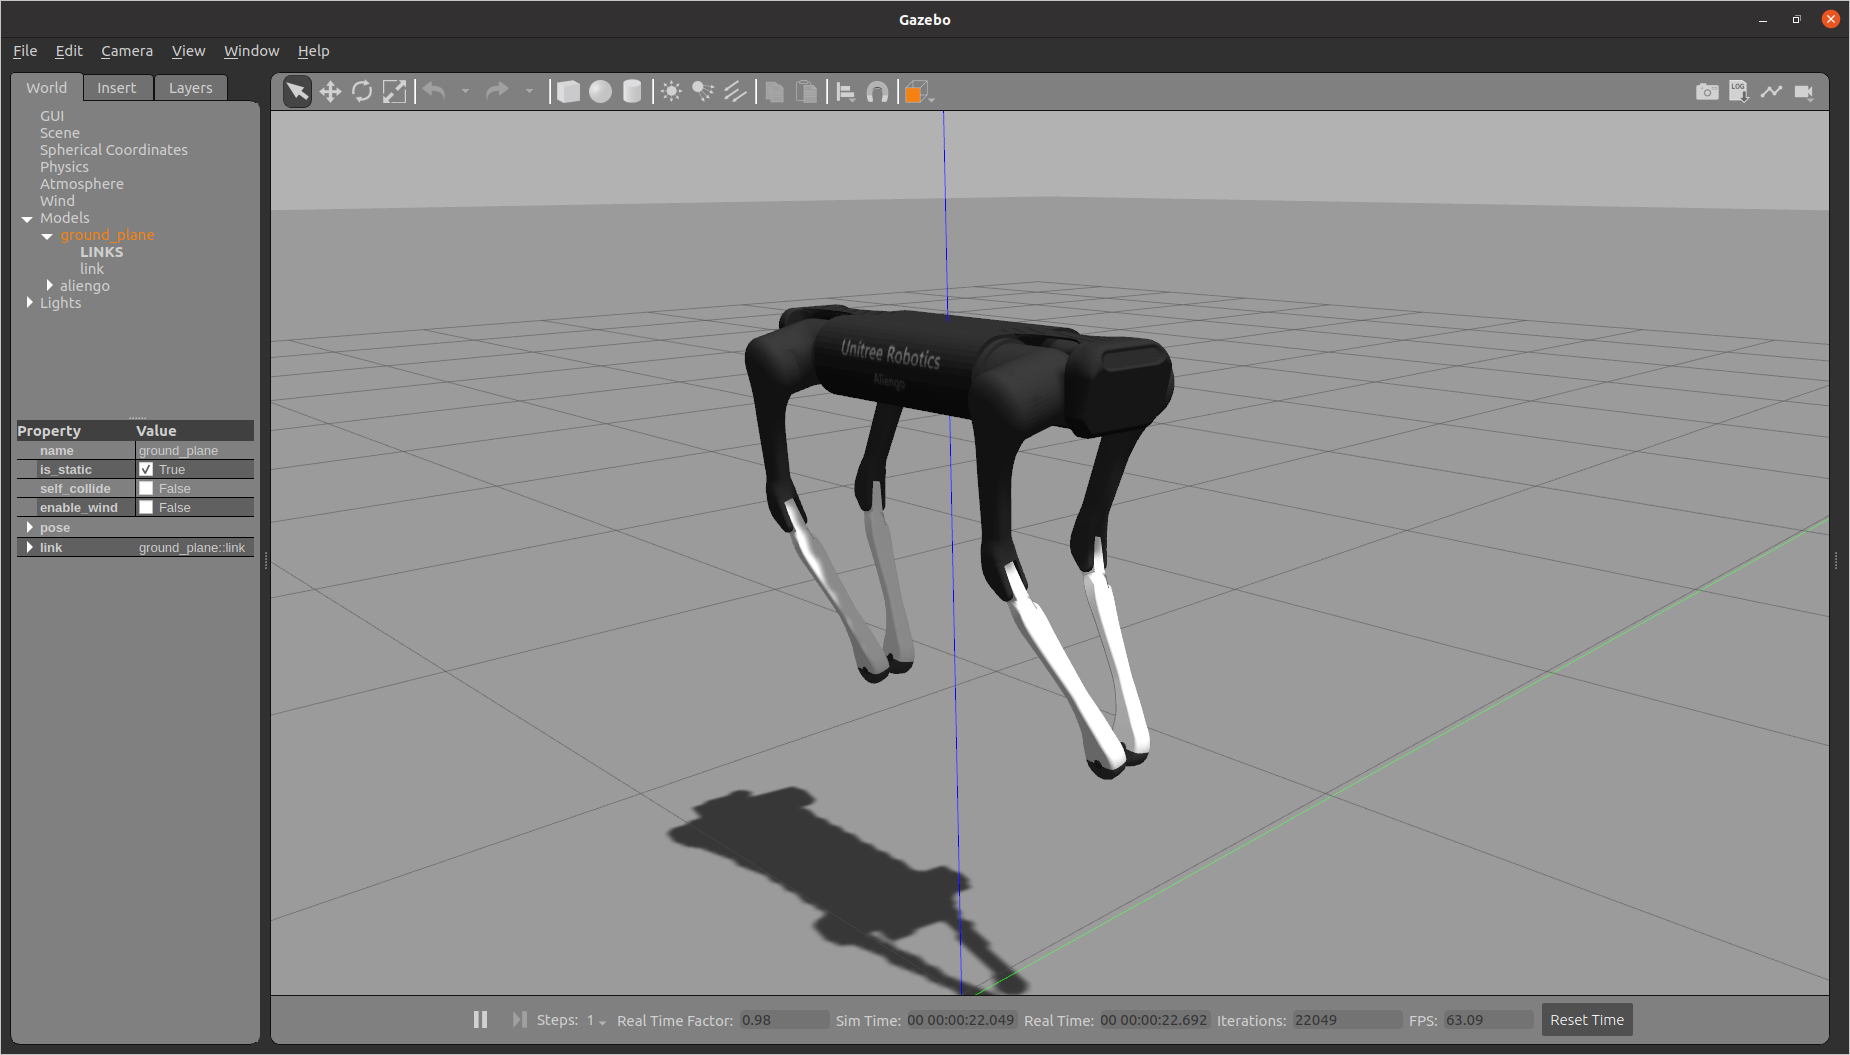 Gazebo
File Edit Camera View Window Help
World Insert Layers
GUI
Scene
Spherical Coordinates
Physics
Atmosphere
Wind
Models
ground_plane
LINKS
link
aliengo
Lights
Property Value
name ground_plane
is_static True
self_collide False
enable_wind False
pose
link ground_plane::link
LOG
Unitree Robotics
Aliengo
Steps: 1 Real Time Factor: 0.98 Sim Time: 00 00:00:22.049 Real Time: 00 00:00:22.692 Iterations: 22049 FPS: 63.09 Reset Time